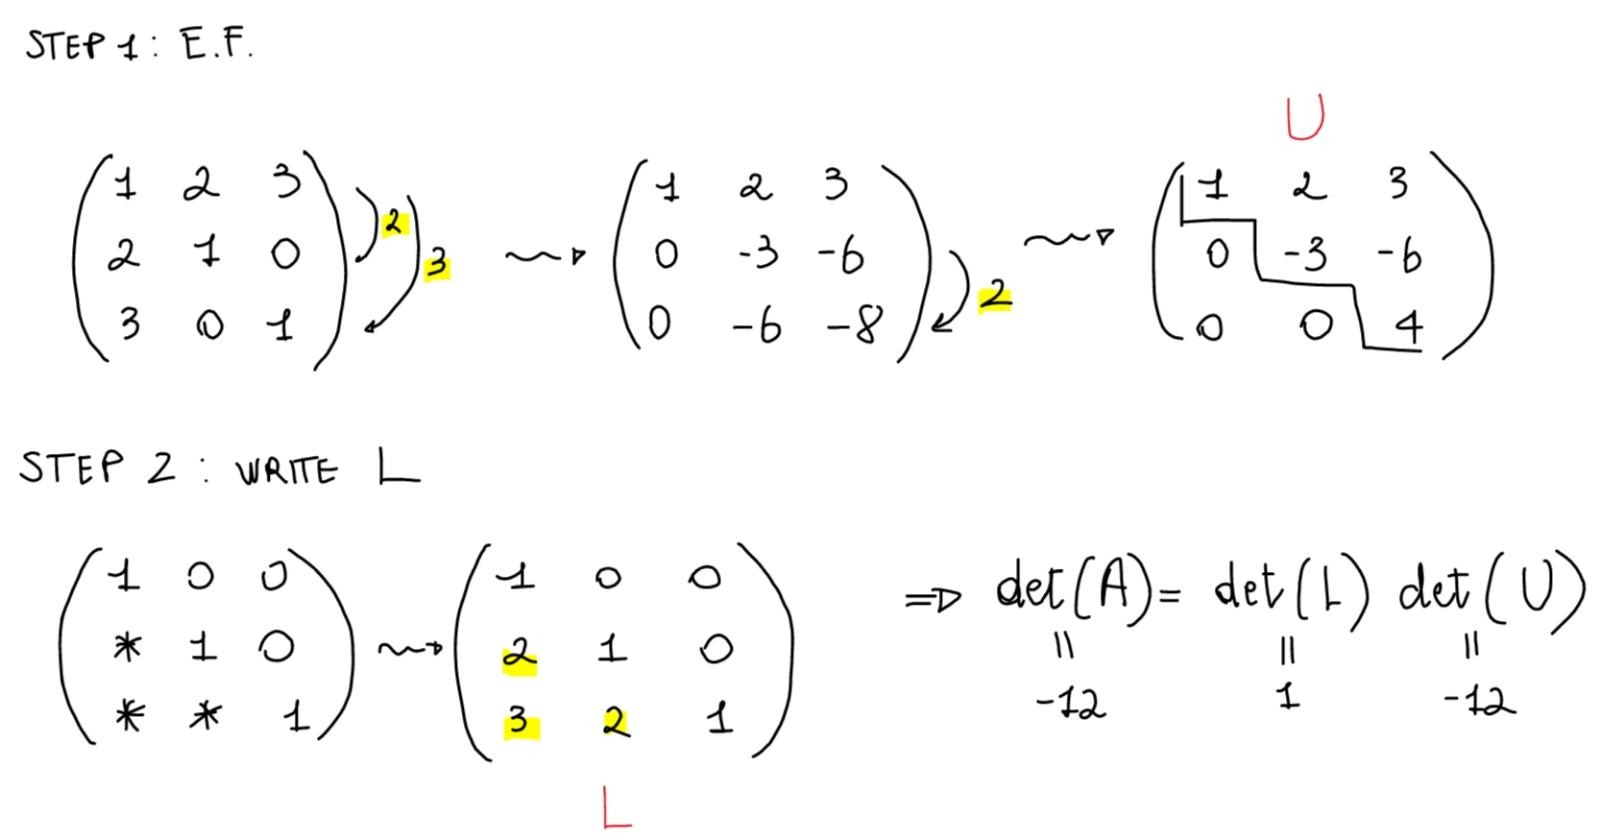 STEP 1: E.F.
U
1 2 3 1 2 3 1 2 3
2 1 0 2 3 ⇝ 0 -3 -6 2 ⇝ 0 -3 -6
3 0 1 0 -6 -8 0 0 4
STEP 2: WRITE L
1 0 0 1 0 0
* 1 0 ⇝ 2 1 0 ⇒ det(A) = det(L) det(U)
* * 1 3 2 1 = -12 = 1 = -12
L